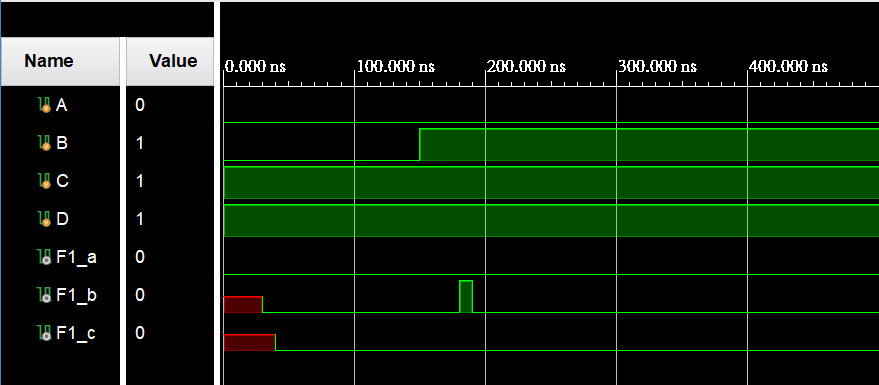 Name Value
0.000 ns 100.000 ns 200.000 ns 300.000 ns 400.000 ns
A 0
B 1
C 1
D 1
F1_a 0
F1_b 0
F1_c 0